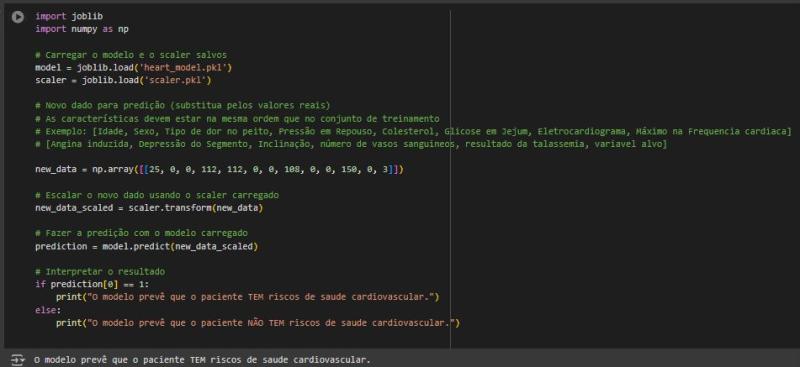 import joblib
import numpy as np
# Carregar o modelo e o scaler salvos
model = joblib.load('heart_model.pkl')
scaler = joblib.load('scaler.pkl')
# Novo dado para predição (substitua pelos valores reais)
# As características devem estar na mesma ordem que no conjunto de treinamento
# Exemplo: [Idade, Sexo, Tipo de dor no peito, Pressão em Repouso, Colesterol, Glicose em Jejum, Eletrocardiograma, Máximo na Frequencia cardiaca]
# [Angina induzida, Depressão do Segmento, Inclinação, número de vasos sanguineos, resultado da talassemia, variavel alvo]
new_data = np.array([[25, 0, 0, 112, 112, 0, 0, 108, 0, 0, 150, 0, 3]])
# Escalar o novo dado usando o scaler carregado
new_data_scaled = scaler.transform(new_data)
# Fazer a predição com o modelo carregado
prediction = model.predict(new_data_scaled)
# Interpretar o resultado
if prediction[0] == 1:
    print("O modelo prevê que o paciente TEM riscos de saude cardiovascular.")
else:
    print("O modelo prevê que o paciente NÃO TEM riscos de saude cardiovascular.")
O modelo prevê que o paciente TEM riscos de saude cardiovascular.